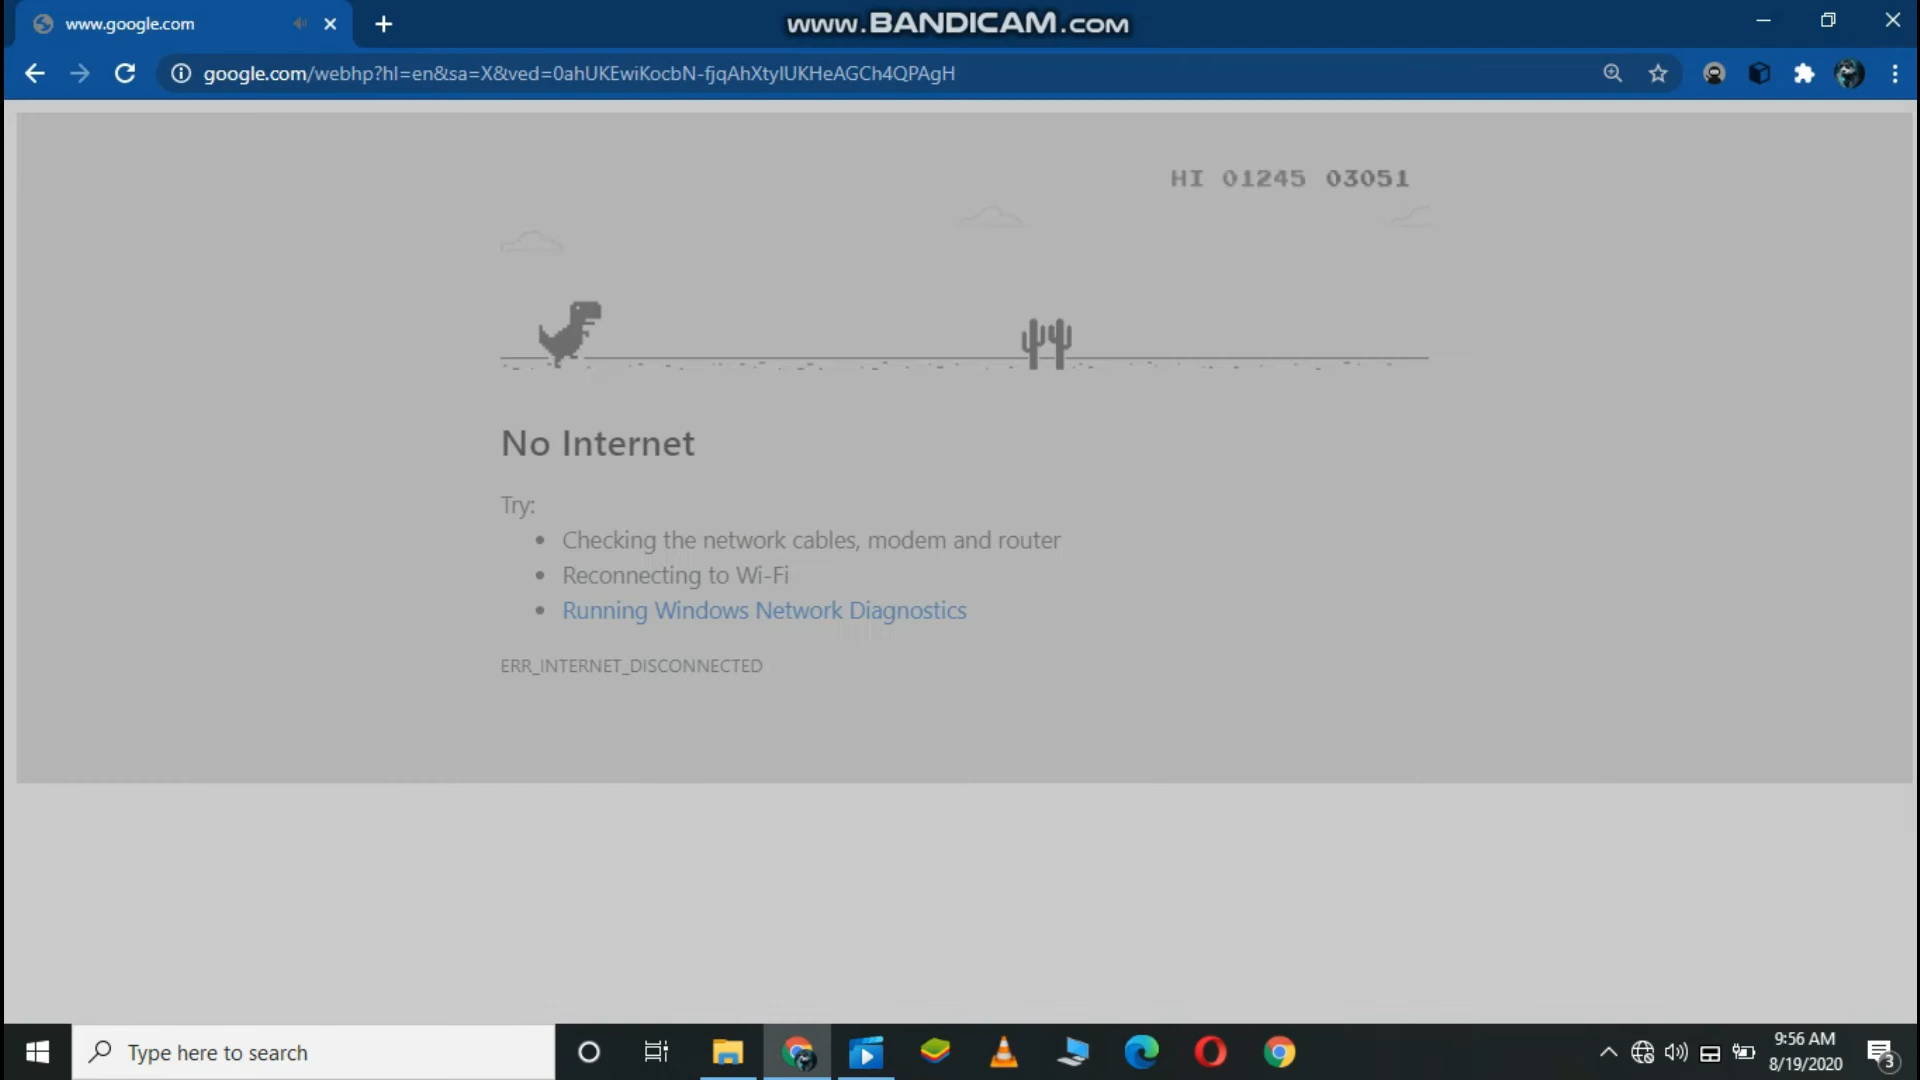 www.google.com
www.BANDICAM.com
google.com/webhp?hl=en&sa=X&ved=0ahUKEwiKocbN-fjqAhXtyIUKHeAGCh4QPAgH
HI 01245 03051
No Internet
Try:
Checking the network cables, modem and router
Reconnecting to Wi-Fi
Running Windows Network Diagnostics
ERR_INTERNET_DISCONNECTED
Type here to search
9:56 AM
8/19/2020
3